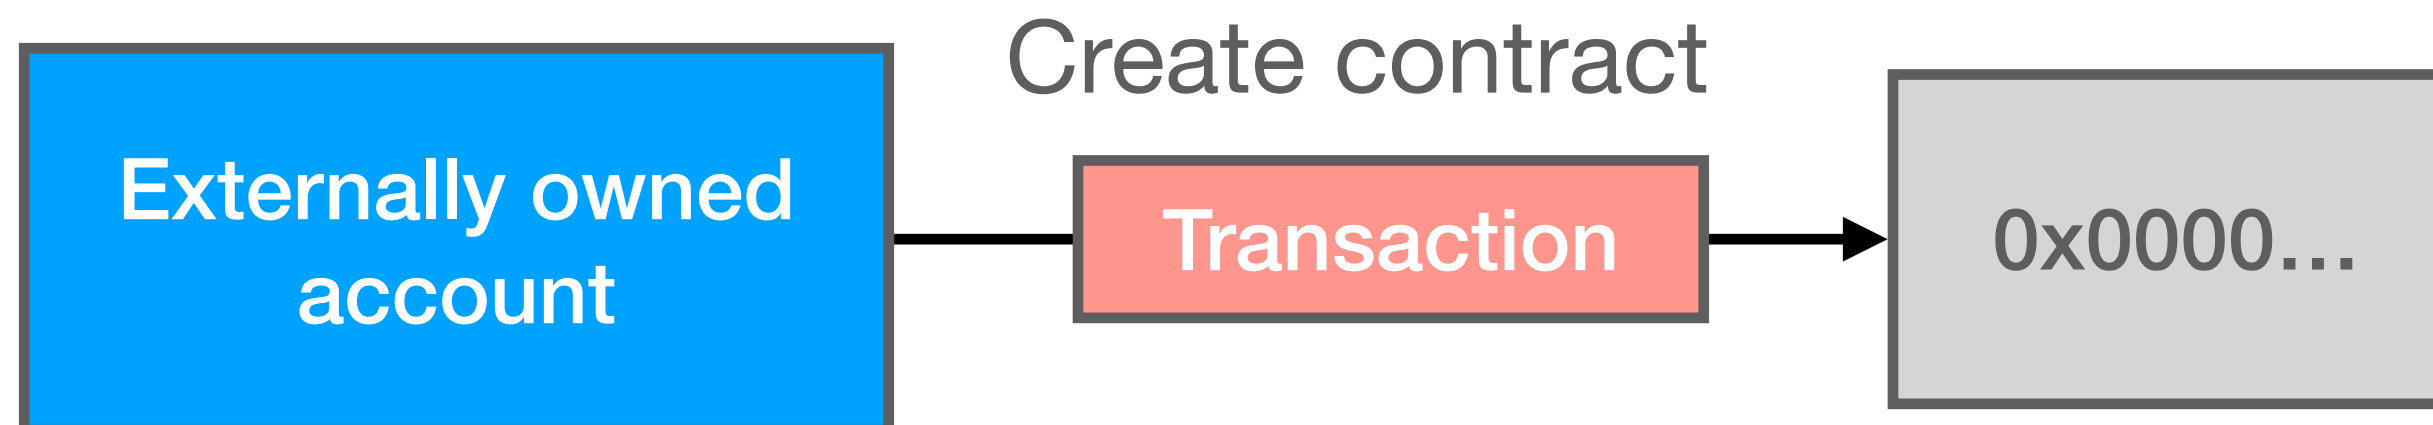 Create contract
Externally owned
account
Transaction
0x0000...